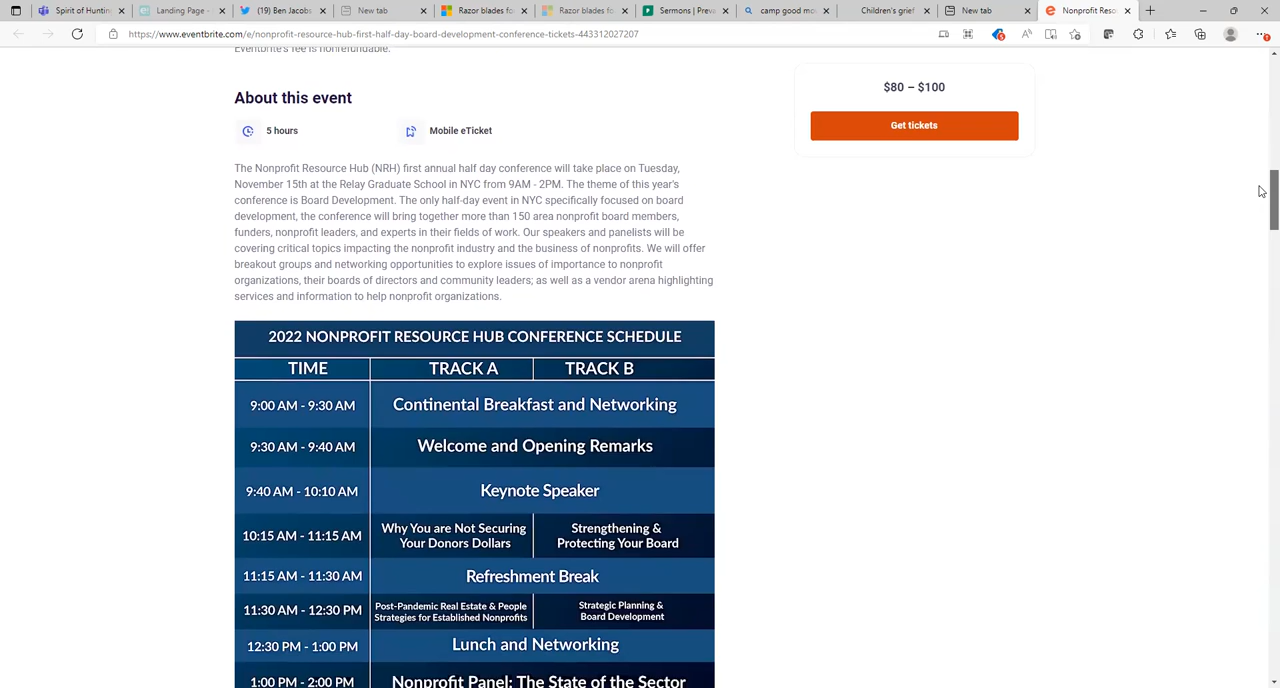 Spirit of Hunting
Landing Page -
(19) Ben Jacobs
New tab
Razor blades fo
Razor blades fo
Sermons | Prev
camp good mo
Children's grief
New tab
Nonprofit Reso
https://www.eventbrite.com/e/nonprofit-resource-hub-first-half-day-board-development-conference-tickets-443312027207
Eventbrite's fee is nonrefundable.
$80 – $100
Get tickets
About this event
5 hours
Mobile eTicket
The Nonprofit Resource Hub (NRH) first annual half day conference will take place on Tuesday,
November 15th at the Relay Graduate School in NYC from 9AM - 2PM. The theme of this year's
conference is Board Development. The only half-day event in NYC specifically focused on board
development, the conference will bring together more than 150 area nonprofit board members,
funders, nonprofit leaders, and experts in their fields of work. Our speakers and panelists will be
covering critical topics impacting the nonprofit industry and the business of nonprofits. We will offer
breakout groups and networking opportunities to explore issues of importance to nonprofit
organizations, their boards of directors and community leaders; as well as a vendor arena highlighting
services and information to help nonprofit organizations.
2022 NONPROFIT RESOURCE HUB CONFERENCE SCHEDULE
TIME TRACK A TRACK B
9:00 AM - 9:30 AM Continental Breakfast and Networking
9:30 AM - 9:40 AM Welcome and Opening Remarks
9:40 AM - 10:10 AM Keynote Speaker
10:15 AM - 11:15 AM
Why You are Not Securing
Your Donors Dollars
Strengthening &
Protecting Your Board
11:15 AM - 11:30 AM Refreshment Break
11:30 AM - 12:30 PM
Post-Pandemic Real Estate & People
Strategies for Established Nonprofits
Strategic Planning &
Board Development
12:30 PM - 1:00 PM Lunch and Networking
1:00 PM - 2:00 PM Nonprofit Panel: The State of the Sector